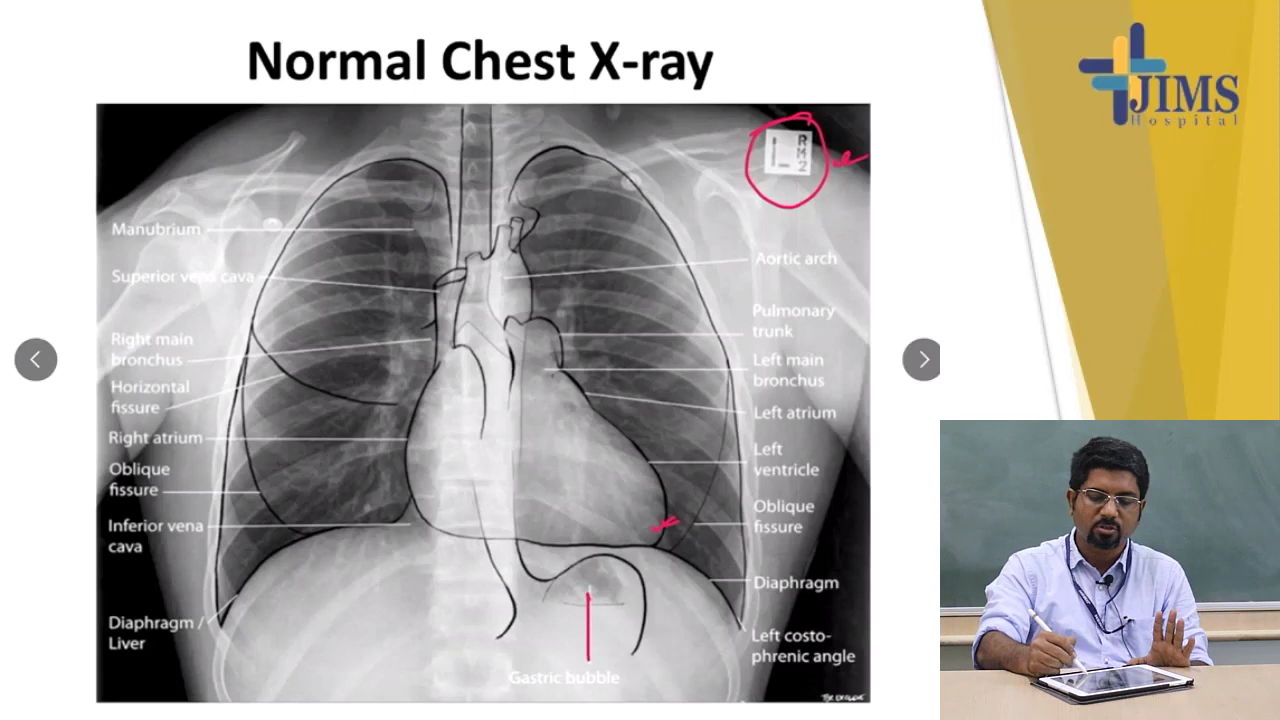 Normal Chest X-ray
JIMS
Hospital
L
RM2
Manubrium
Superior vena cava
Right main
bronchus
Horizontal
fissure
Right atrium
Oblique
fissure
Inferior vena
cava
Diaphragm /
Liver
Aortic arch
Pulmonary
trunk
Left main
bronchus
Left atrium
Left
ventricle
Oblique
fissure
Diaphragm
Left costo-
phrenic angle
Gastric bubble